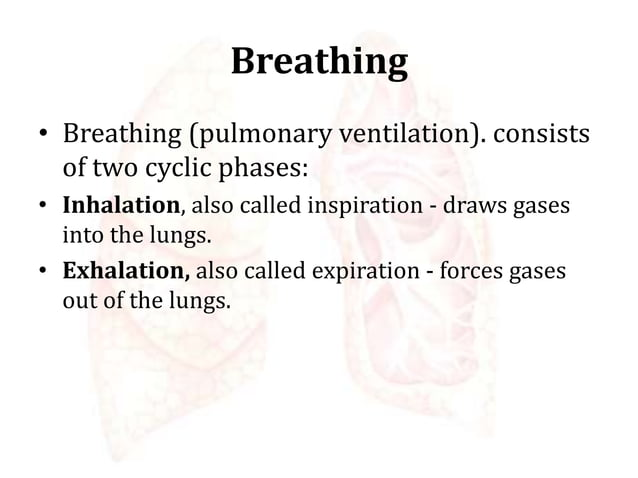 Breathing
• Breathing (pulmonary ventilation). consists
of two cyclic phases:
• Inhalation, also called inspiration - draws gases
into the lungs.
• Exhalation, also called expiration - forces gases
out of the lungs.